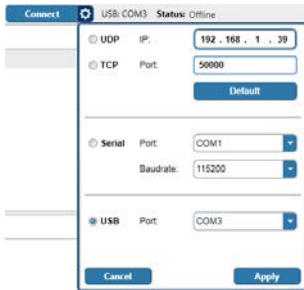 Connect USB: COM3 Status: Offline
UDP IP: 192 . 168 . 1 . 39
TCP Port: 50000
Default
Serial Port: COM1
Baudrate: 115200
USB Port: COM3
Cancel Apply